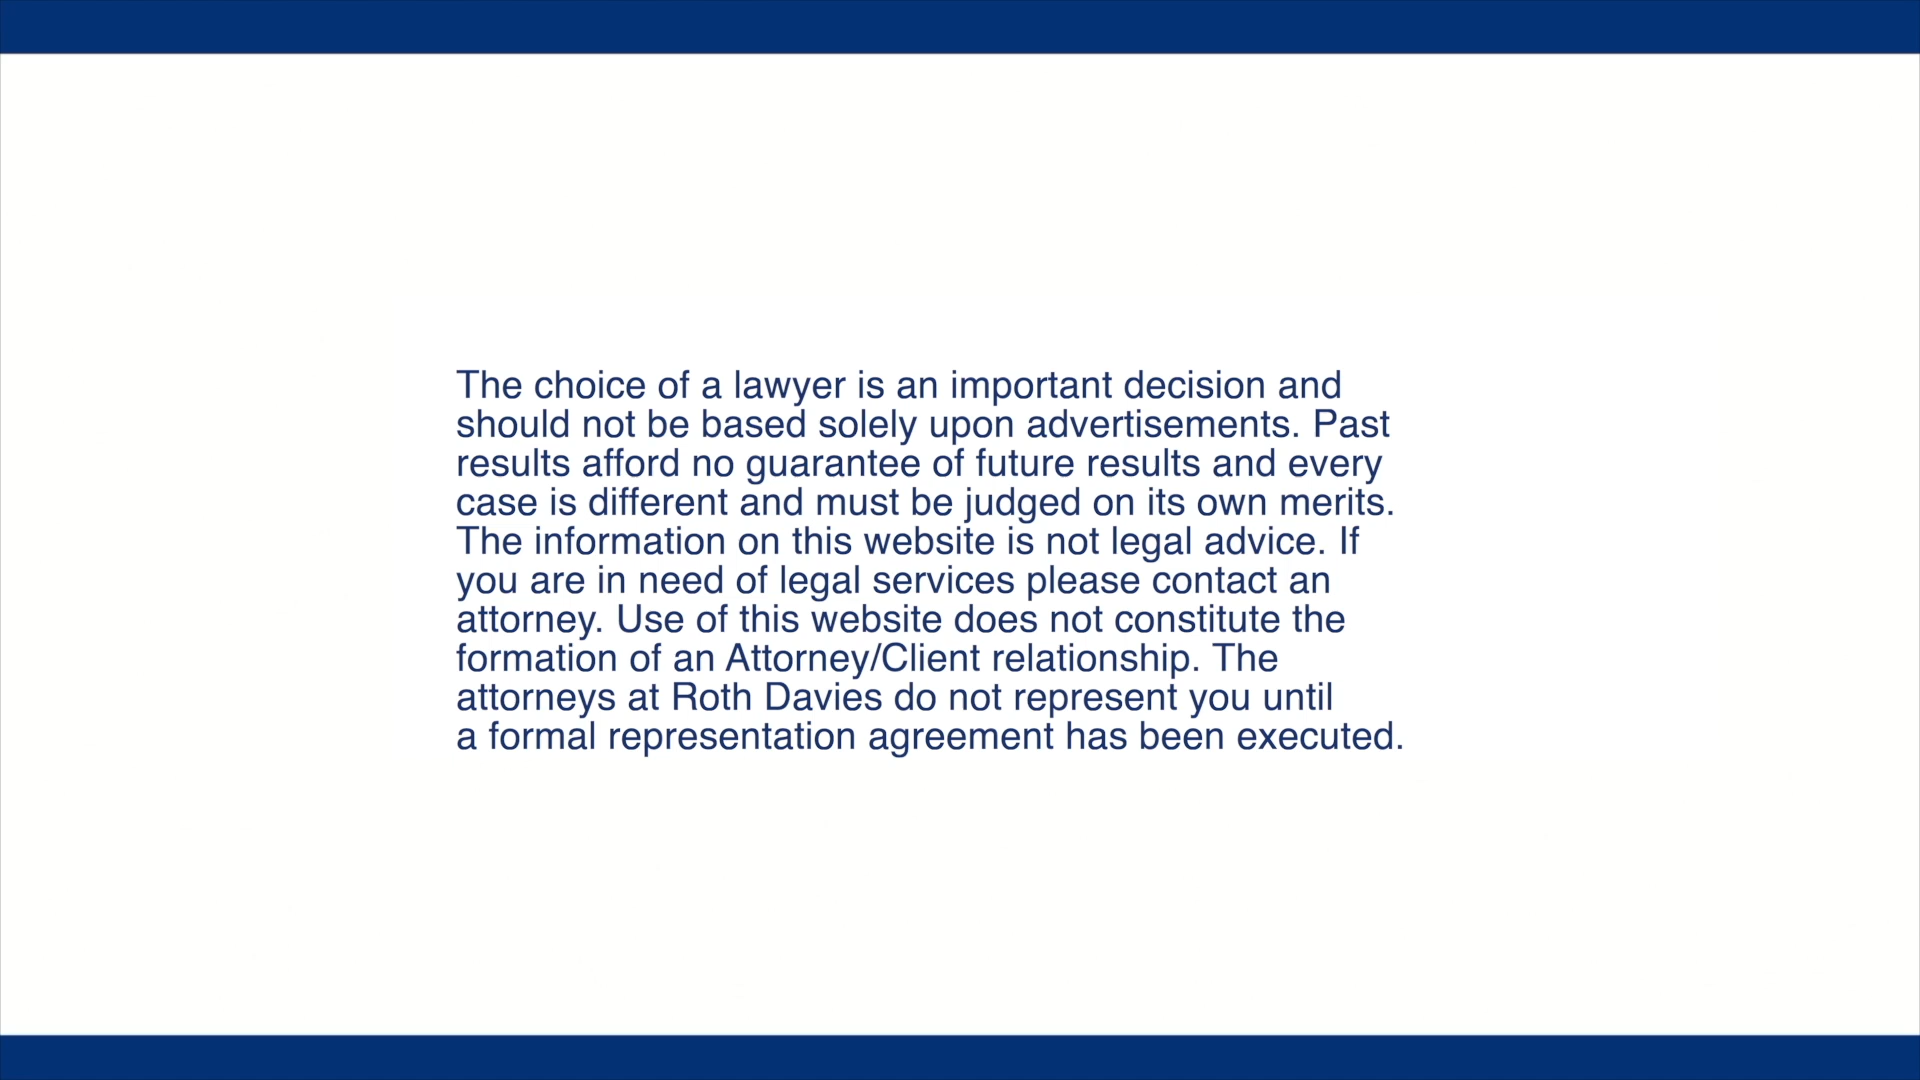 The choice of a lawyer is an important decision and
should not be based solely upon advertisements. Past
results afford no guarantee of future results and every
case is different and must be judged on its own merits.
The information on this website is not legal advice. If
you are in need of legal services please contact an
attorney. Use of this website does not constitute the
formation of an Attorney/Client relationship. The
attorneys at Roth Davies do not represent you until
a formal representation agreement has been executed.